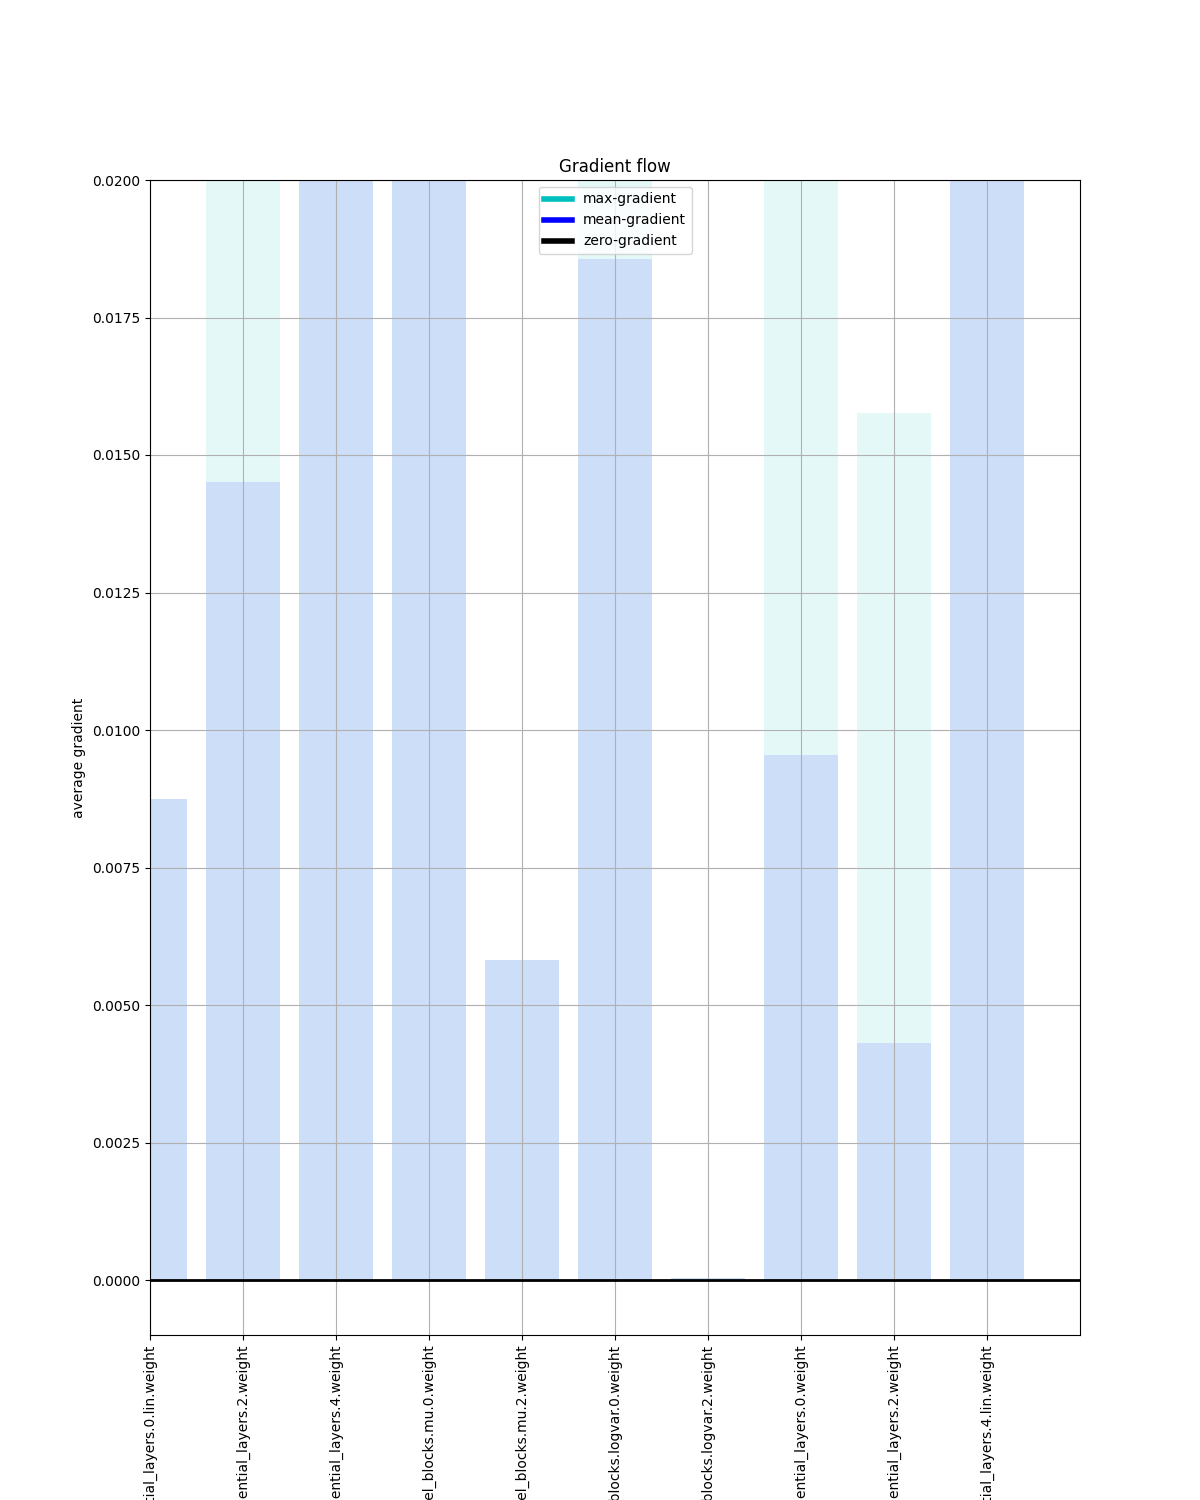 Gradient flow
max-gradient
mean-gradient
zero-gradient
0.0200
0.0175
0.0150
0.0125
0.0100
0.0075
0.0050
0.0025
0.0000
average gradient
tial_layers.0.lin.weight
ential_layers.2.weight
ential_layers.4.weight
el_blocks.mu.0.weight
el_blocks.mu.2.weight
blocks.logvar.0.weight
blocks.logvar.2.weight
ential_layers.0.weight
ential_layers.2.weight
tial_layers.4.lin.weight